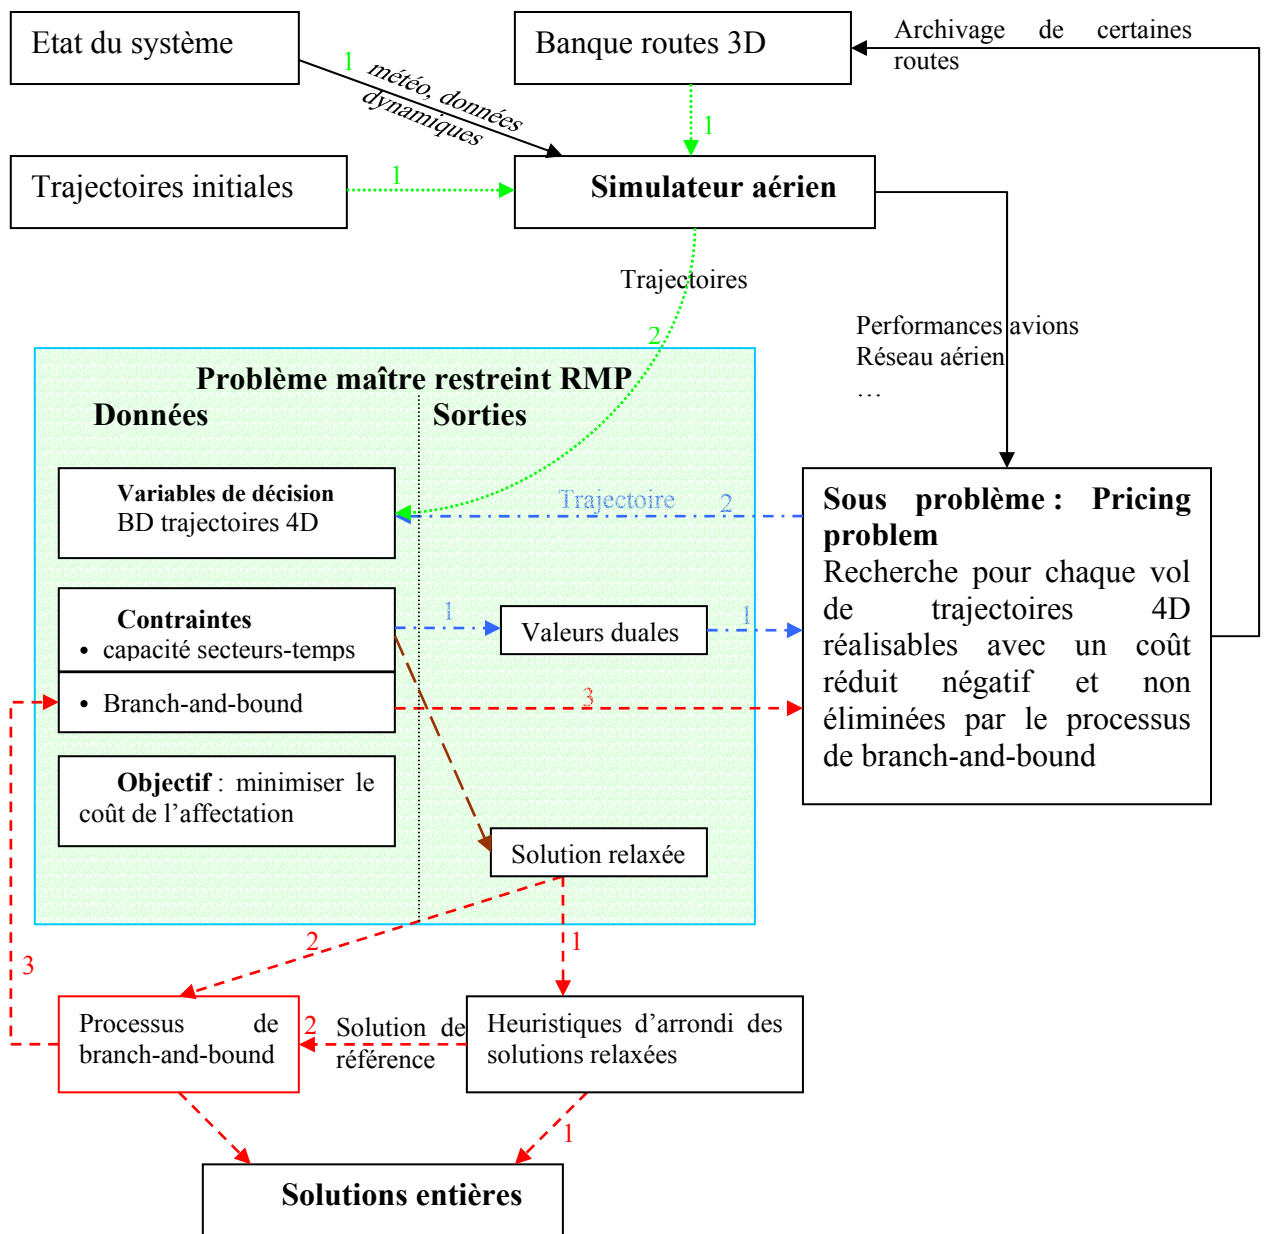 Etat du système
Banque routes 3D
Archivage de certaines
routes
1
météo, données
dynamiques
1
Trajectoires initiales
1
Simulateur aérien
Trajectoires
2
Performances avions
Réseau aérien
…
Problème maître restreint RMP
Données
Sorties
Variables de décision
BD trajectoires 4D
Trajectoire
2
Sous problème : Pricing
problem
Recherche pour chaque vol
de trajectoires 4D
réalisables avec un coût
réduit négatif et non
éliminées par le processus
de branch-and-bound
Contraintes
• capacité secteurs-temps
1
Valeurs duales
1
• Branch-and-bound
3
Objectif : minimiser le
coût de l’affectation
Solution relaxée
2
1
3
Processus de
branch-and-bound
2
Solution de
référence
Heuristiques d’arrondi des
solutions relaxées
1
Solutions entières